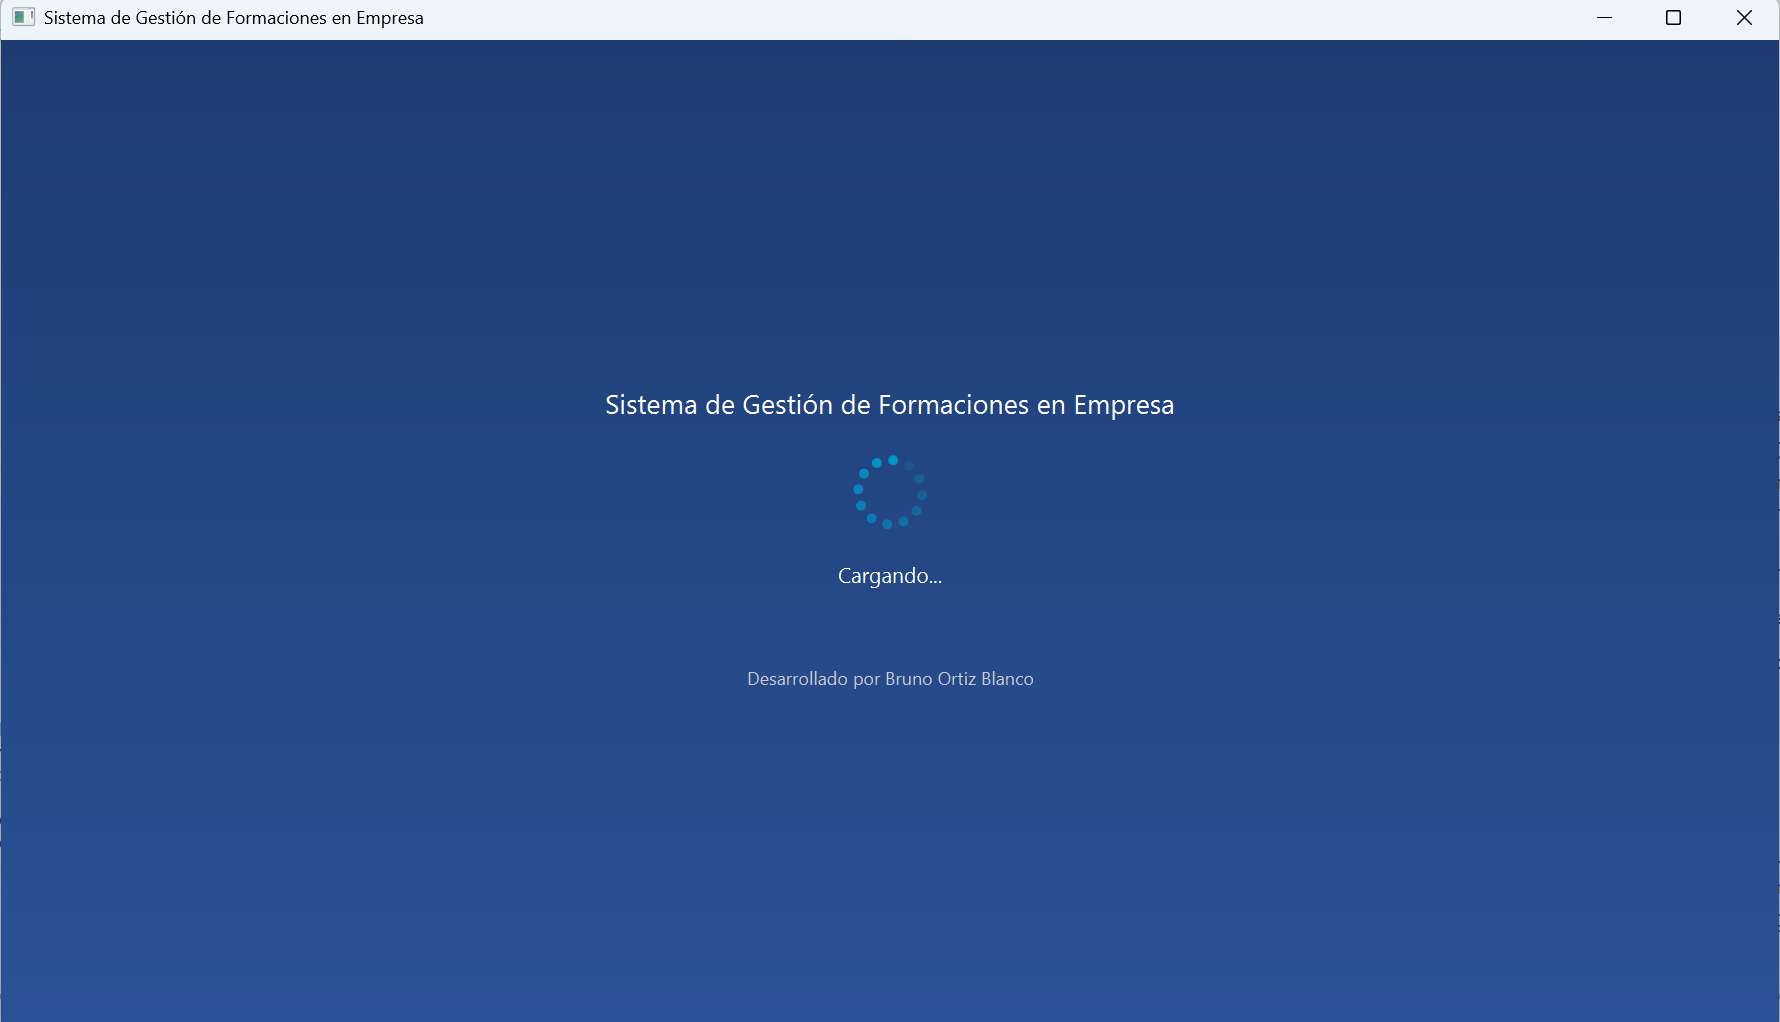 Sistema de Gestión de Formaciones en Empresa
Sistema de Gestión de Formaciones en Empresa
Cargando...
Desarrollado por Bruno Ortiz Blanco